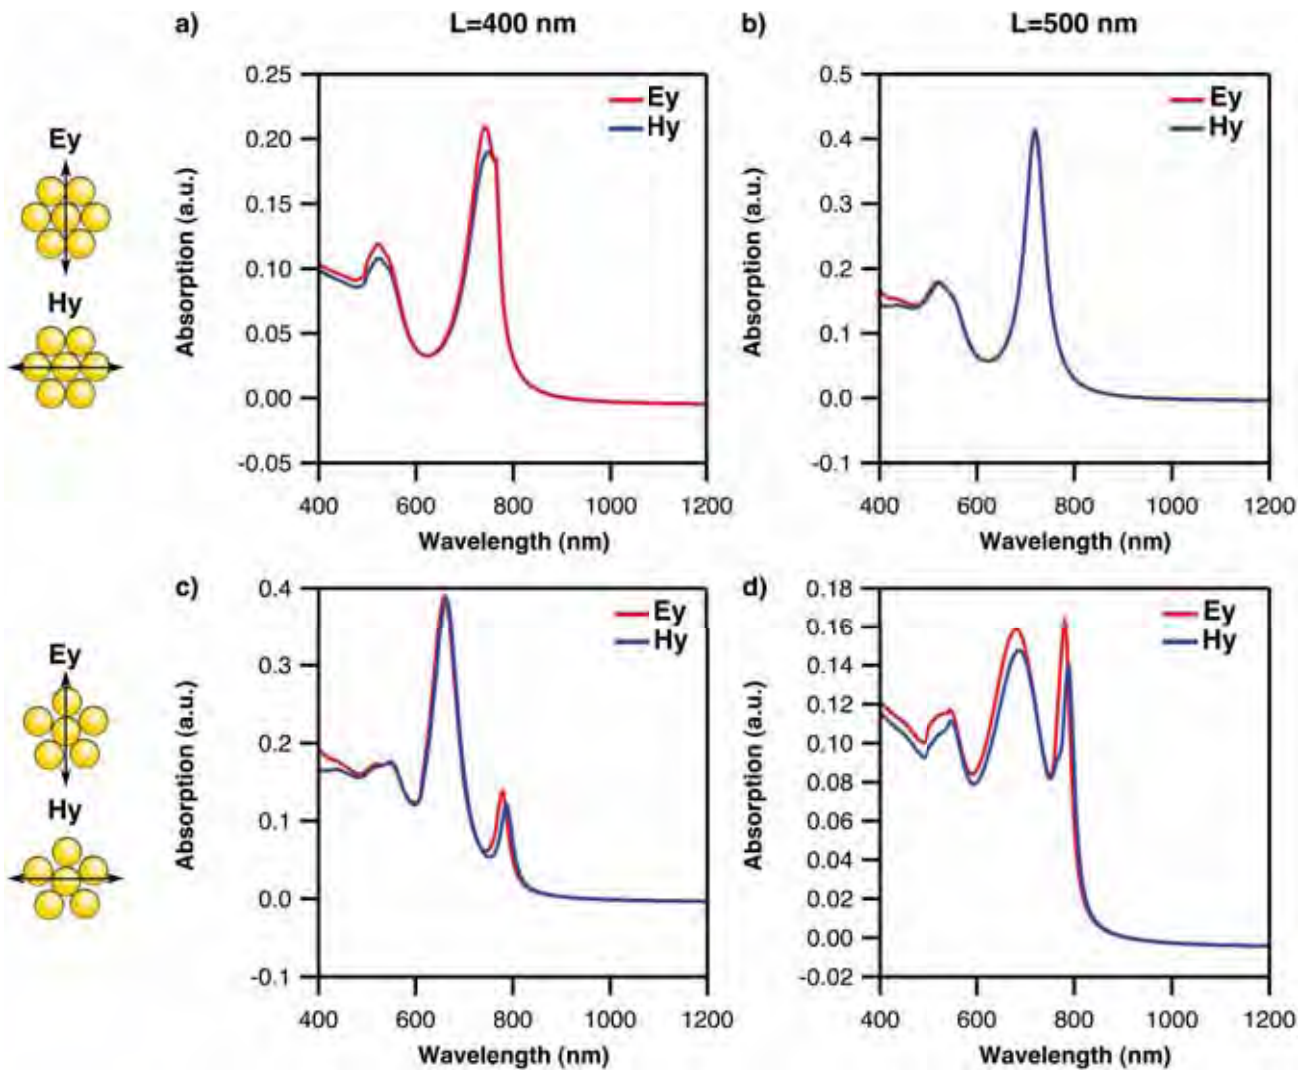 a) L=400 nm b) L=500 nm
Ey
Hy
0.25
0.20
0.15
0.10
0.05
0.00
-0.05
Absorption (a.u.)
Ey
Hy
400 600 800 1000 1200
Wavelength (nm)
0.5
0.4
0.3
0.2
0.1
0.0
-0.1
Absorption (a.u.)
Ey
Hy
400 600 800 1000 1200
Wavelength (nm)
c) d)
Ey
Hy
0.4
0.3
0.2
0.1
0.0
-0.1
Absorption (a.u.)
Ey
Hy
400 600 800 1000 1200
Wavelength (nm)
0.18
0.16
0.14
0.12
0.10
0.08
0.06
0.04
0.02
0.00
-0.02
Absorption (a.u.)
Ey
Hy
400 600 800 1000 1200
Wavelength (nm)